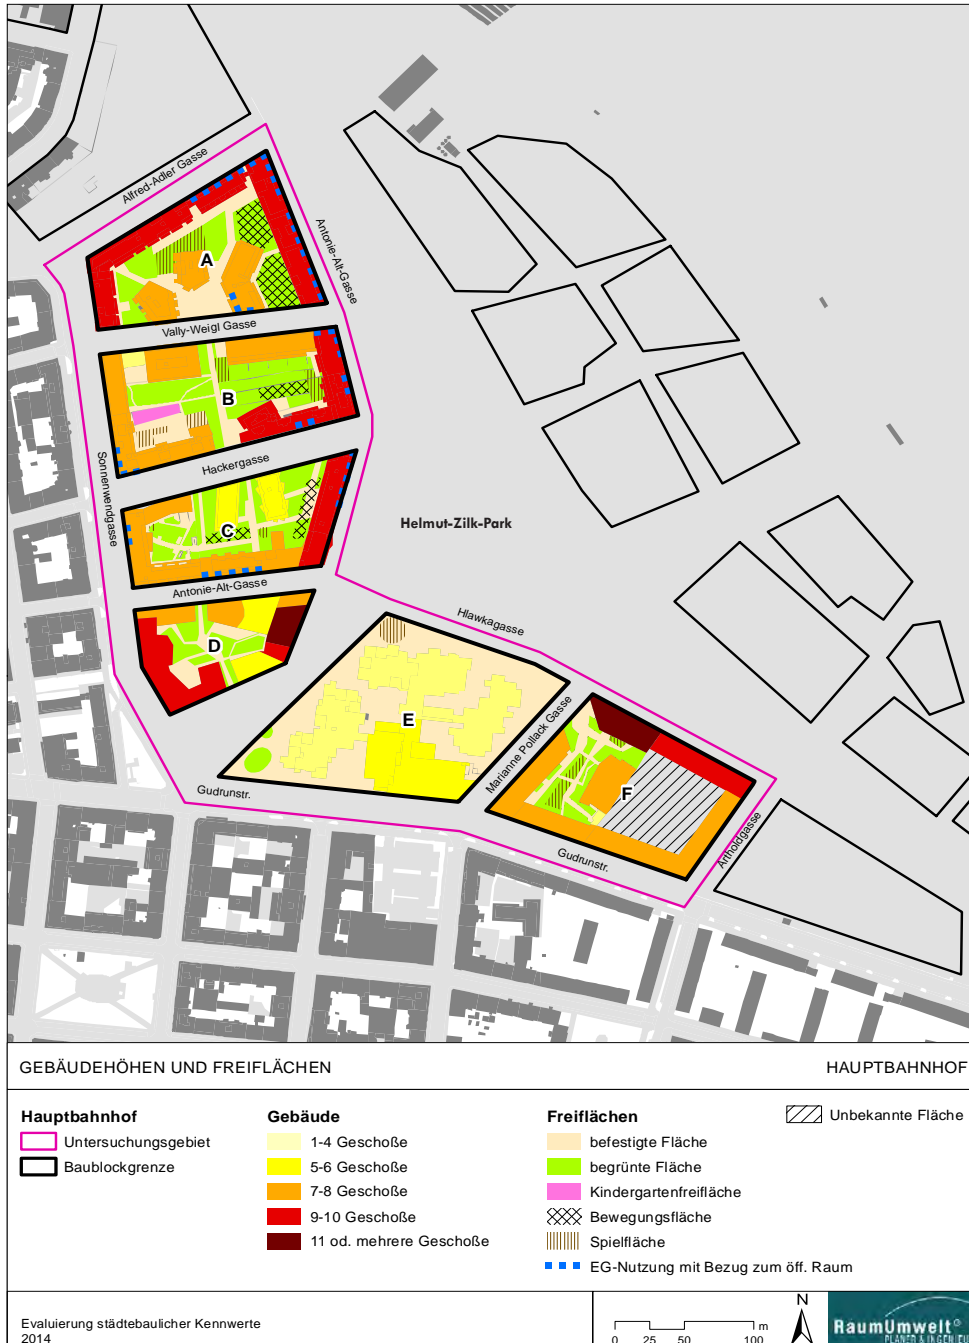 Alfred-Adler Gasse
Antonie-Alt-Gasse
A
Vally-Weigl Gasse
B
Sonnenwendgasse
Hackergasse
C
Helmut-Zilk-Park
Antonie-Alt-Gasse
D
Hlawkagasse
E
Marianne Pollack Gasse
F
Gudrunstr.
Gudrunstr.
Artholdgasse
GEBÄUDEHÖHEN UND FREIFLÄCHEN
HAUPTBAHNHOF
Hauptbahnhof
Untersuchungsgebiet
Baublockgrenze
Gebäude
1-4 Geschoße
5-6 Geschoße
7-8 Geschoße
9-10 Geschoße
11 od. mehrere Geschoße
Freiflächen
befestigte Fläche
begrünte Fläche
Kindergartenfreifläche
Bewegungsfläche
Spielfläche
EG-Nutzung mit Bezug zum öff. Raum
Unbekannte Fläche
Evaluierung städtebaulicher Kennwerte
2014
m
0 25 50 100
N
RaumUmwelt®